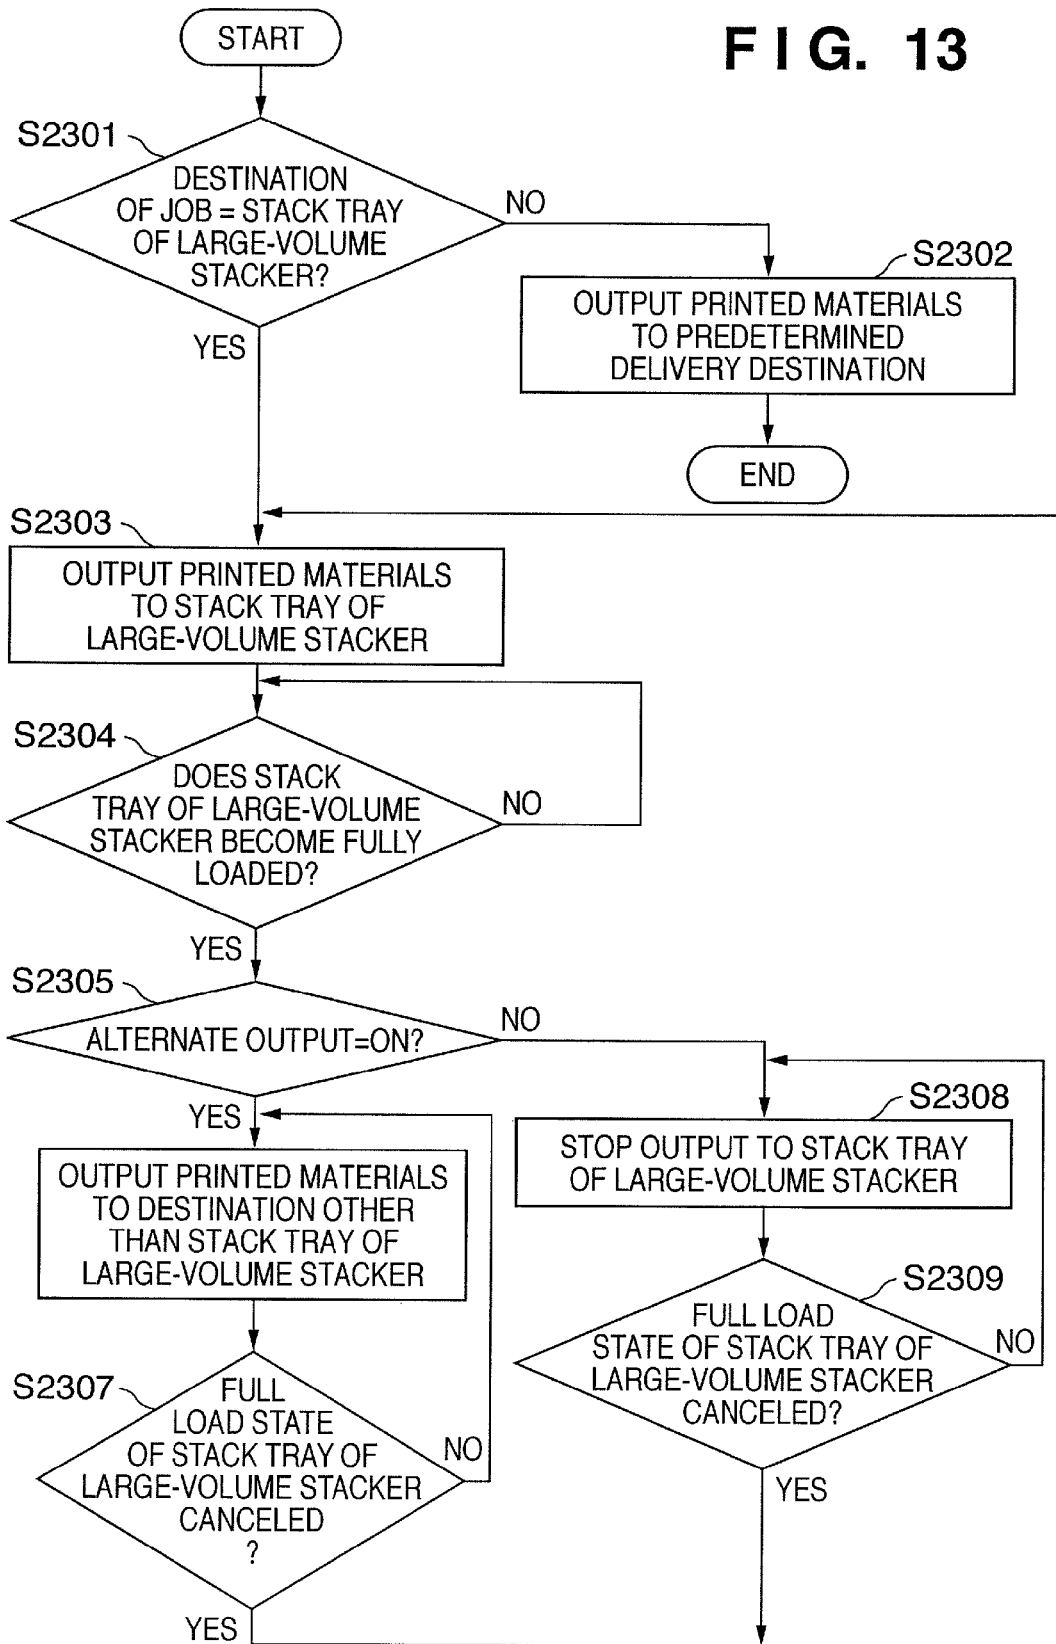 START
FIG. 13
S2301
DESTINATION
OF JOB = STACK TRAY
OF LARGE-VOLUME
STACKER?
NO
YES
S2302
OUTPUT PRINTED MATERIALS
TO PREDETERMINED
DELIVERY DESTINATION
END
S2303
OUTPUT PRINTED MATERIALS
TO STACK TRAY OF
LARGE-VOLUME STACKER
S2304
DOES STACK
TRAY OF LARGE-VOLUME
STACKER BECOME FULLY
LOADED?
NO
YES
S2305
ALTERNATE OUTPUT=ON?
NO
YES
OUTPUT PRINTED MATERIALS
TO DESTINATION OTHER
THAN STACK TRAY OF
LARGE-VOLUME STACKER
S2307
FULL
LOAD STATE
OF STACK TRAY OF
LARGE-VOLUME STACKER
CANCELED
?
NO
YES
S2308
STOP OUTPUT TO STACK TRAY
OF LARGE-VOLUME STACKER
S2309
FULL LOAD
STATE OF STACK TRAY OF
LARGE-VOLUME STACKER
CANCELED?
NO
YES